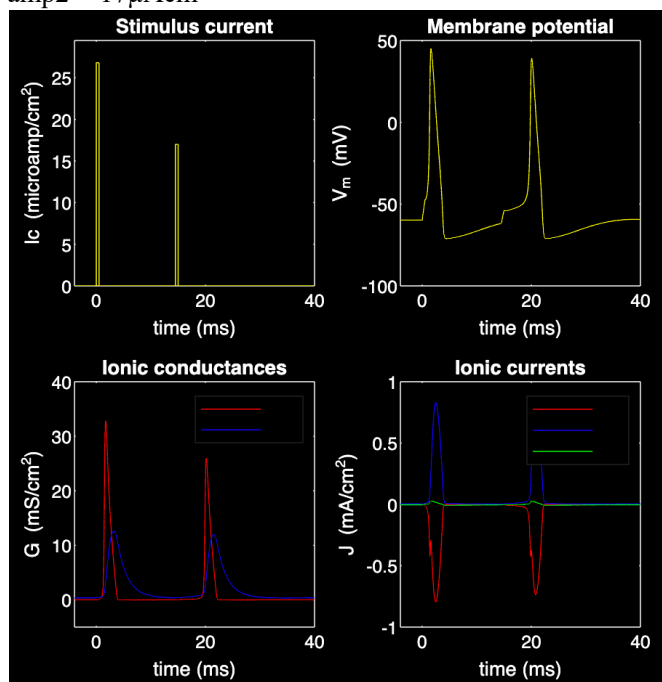 Stimulus current
Ic (microamp/cm²)
25
20
15
10
5
0
0 20 40
time (ms)
Membrane potential
Vₘ (mV)
50
0
-50
-100
0 20 40
time (ms)
Ionic conductances
G (mS/cm²)
40
30
20
10
0
0 20 40
time (ms)
Ionic currents
J (mA/cm²)
1
0.5
0
-0.5
-1
0 20 40
time (ms)